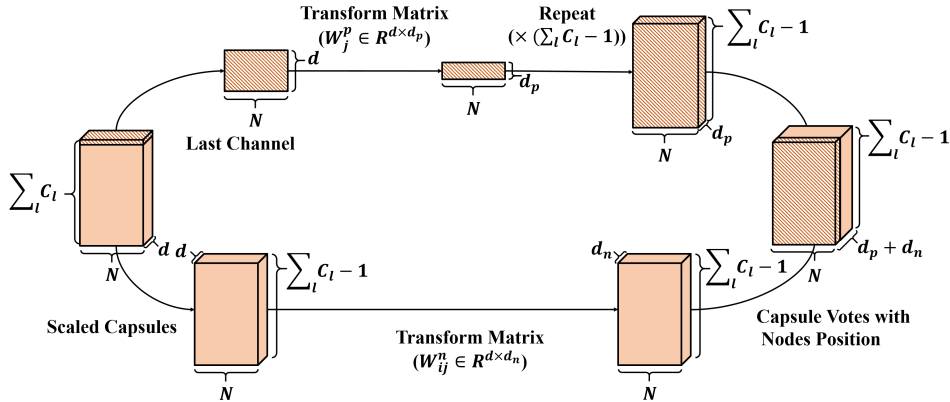 Transform Matrix
(W_j^p ∈ R^{d×d_p})
Repeat
(× (∑_l C_l − 1))
∑_l C_l − 1
d
N
Last Channel
d_p
N
N
d_p
∑_l C_l − 1
∑_l C_l
N
d
Scaled Capsules
d
∑_l C_l − 1
N
Transform Matrix
(W_{ij}^n ∈ R^{d×d_n})
d_n
∑_l C_l − 1
N
N
d_p + d_n
Capsule Votes with
Nodes Position